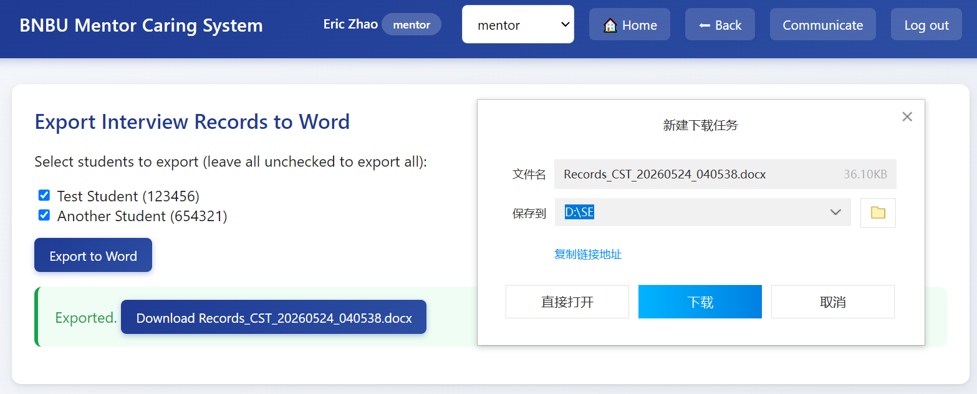 BNBU Mentor Caring System
Eric Zhao mentor
mentor
Home
Back
Communicate
Log out
Export Interview Records to Word
Select students to export (leave all unchecked to export all):
Test Student (123456)
Another Student (654321)
Export to Word
Exported. Download Records_CST_20260524_040538.docx
新建下载任务
文件名 Records_CST_20260524_040538.docx 36.10KB
保存到 D:\SE
复制链接地址
直接打开
下载
取消